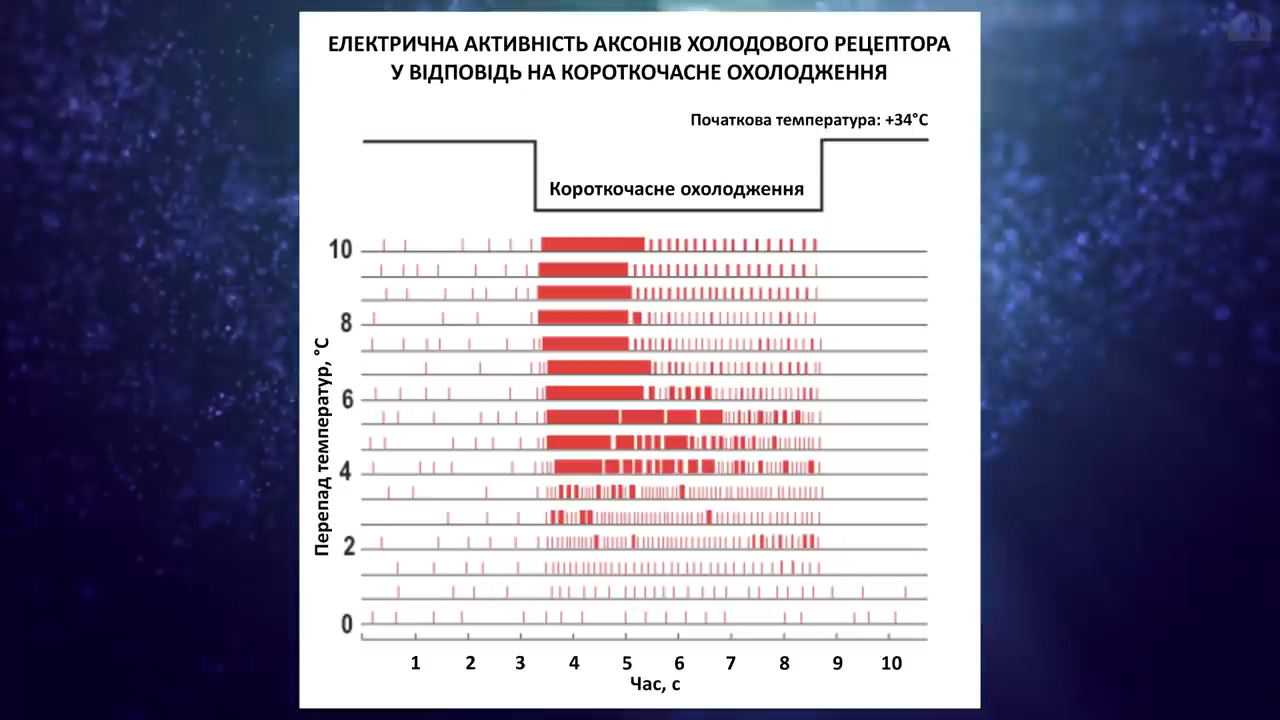 ЕЛЕКТРИЧНА АКТИВНІСТЬ АКСОНІВ ХОЛОДОВОГО РЕЦЕПТОРА
У ВІДПОВІДЬ НА КОРОТКОЧАСНЕ ОХОЛОДЖЕННЯ
Початкова температура: +34°C
Короткочасне охолодження
Перепад температур, °C
10
8
6
4
2
0
1 2 3 4 5 6 7 8 9 10
Час, с